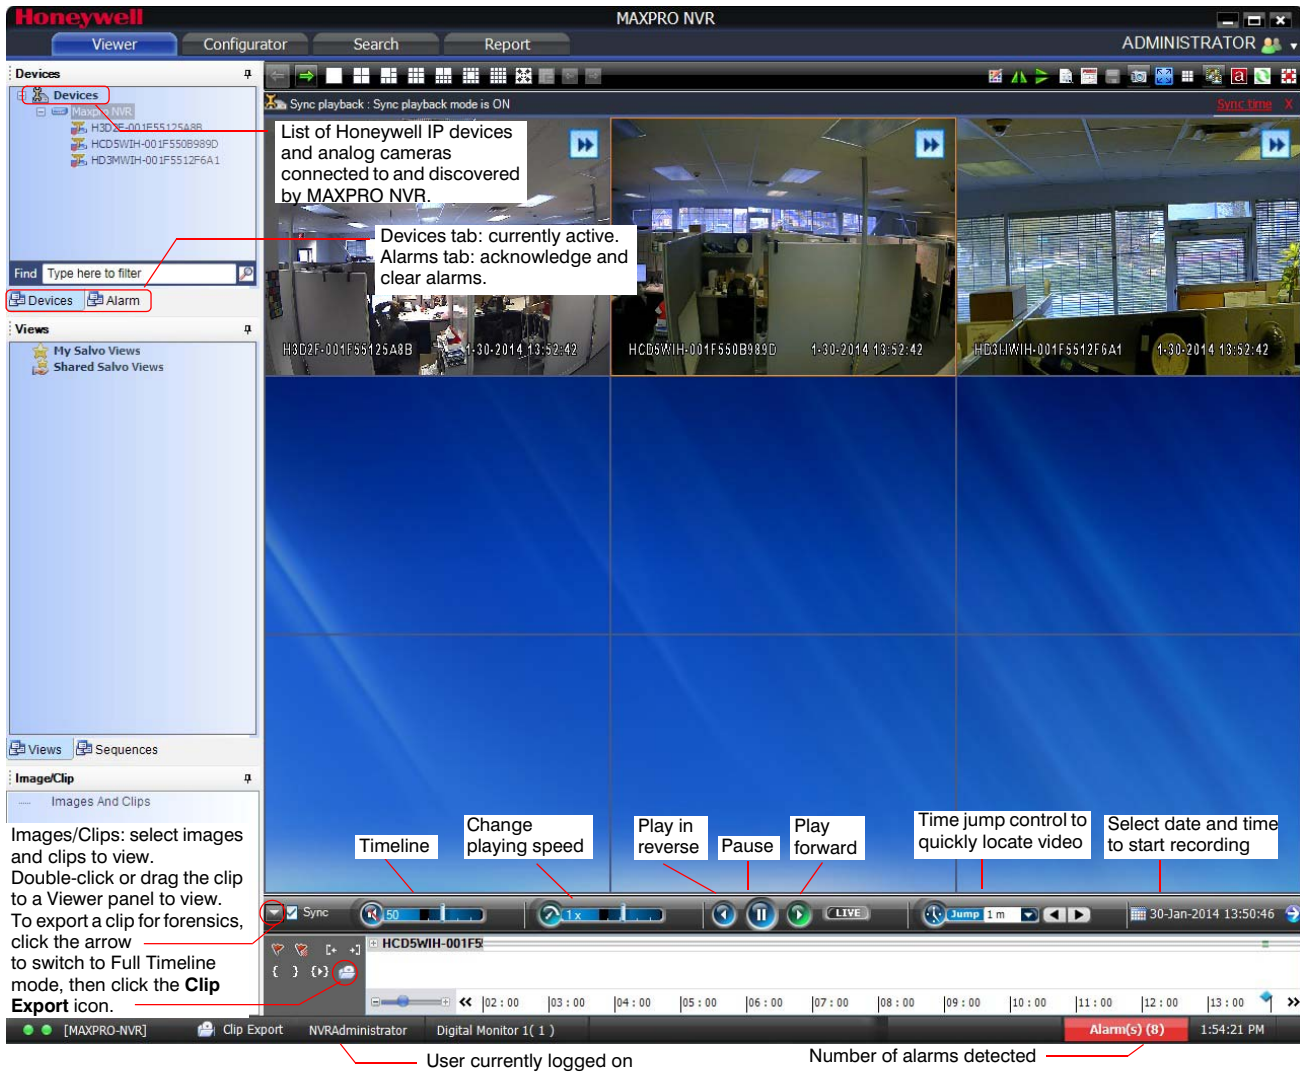 Honeywell
MAXPRO NVR
Viewer
Configurator
Search
Report
ADMINISTRATOR
Devices
Devices
Maxpro NVR
H3D2F-001F55125A8B
HCD5WIH-001F550B989D
HD3MWIH-001F5512F6A1
Sync playback : Sync playback mode is ON
Sync time X
List of Honeywell IP devices
and analog cameras
connected to and discovered
by MAXPRO NVR.
Devices tab: currently active.
Alarms tab: acknowledge and
clear alarms.
Find Type here to filter
Devices Alarm
H3D2F-001F55125A8B 1-30-2014 13:52:42
HCD5WIH-001F550B989D 1-30-2014 13:52:42
HD3MWIH-001F5512F6A1 1-30-2014 13:52:42
Views
My Salvo Views
Shared Salvo Views
Views Sequences
Image/Clip
Images And Clips
Images/Clips: select images
and clips to view.
Double-click or drag the clip
to a Viewer panel to view.
To export a clip for forensics,
click the arrow
to switch to Full Timeline
mode, then click the Clip
Export icon.
Timeline
Change
playing speed
Play in
reverse
Pause
Play
forward
Time jump control to
quickly locate video
Select date and time
to start recording
Sync
50
1 x
LIVE
Jump 1 m
30-Jan-2014 13:50:46
HCD5WIH-001F5
02 : 00 03 : 00 04 : 00 05 : 00 06 : 00 07 : 00 08 : 00 09 : 00 10 : 00 11 : 00 12 : 00 13 : 00
[MAXPRO-NVR] Clip Export NVRAdministrator Digital Monitor 1( 1 ) Alarm(s) (8) 1:54:21 PM
User currently logged on
Number of alarms detected